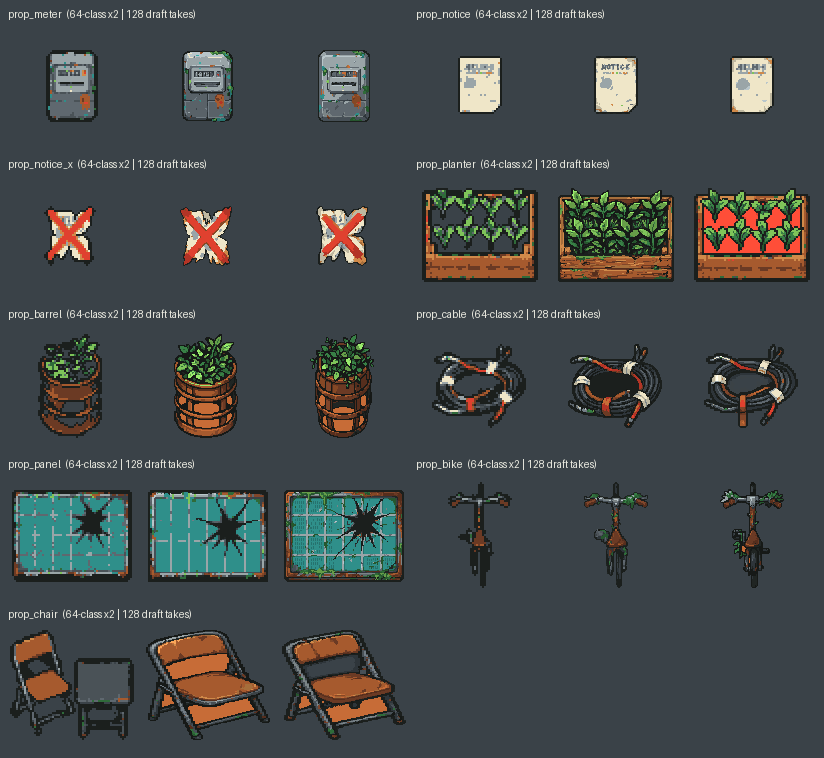 prop_meter (64-class x2 | 128 draft takes)
prop_notice (64-class x2 | 128 draft takes)
prop_notice_x (64-class x2 | 128 draft takes)
NOTICE
prop_planter (64-class x2 | 128 draft takes)
prop_barrel (64-class x2 | 128 draft takes)
prop_cable (64-class x2 | 128 draft takes)
prop_panel (64-class x2 | 128 draft takes)
prop_bike (64-class x2 | 128 draft takes)
prop_chair (64-class x2 | 128 draft takes)